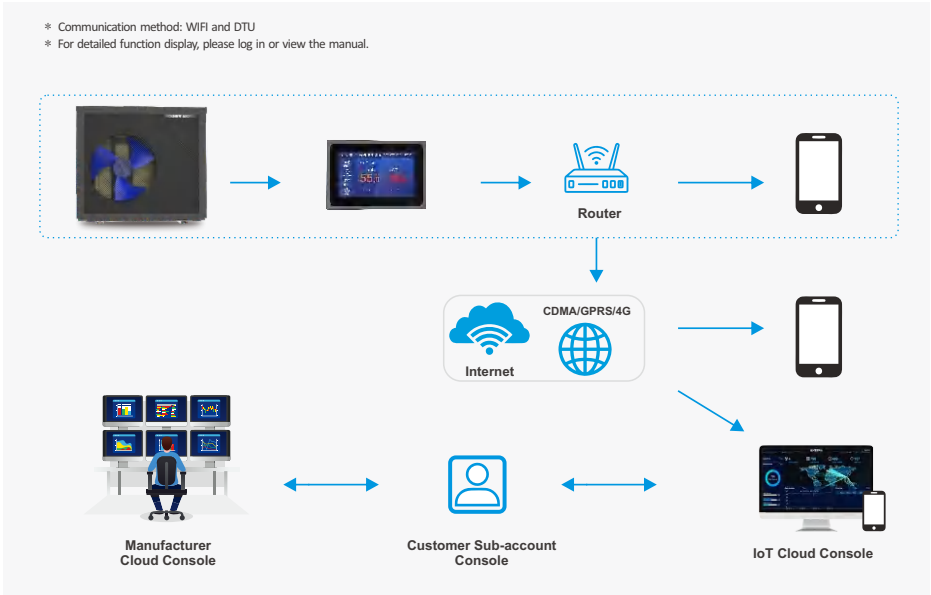 * Communication method: WIFI and DTU
* For detailed function display, please log in or view the manual.
Router
CDMA/GPRS/4G
Internet
Manufacturer
Cloud Console
Customer Sub-account
Console
IoT Cloud Console